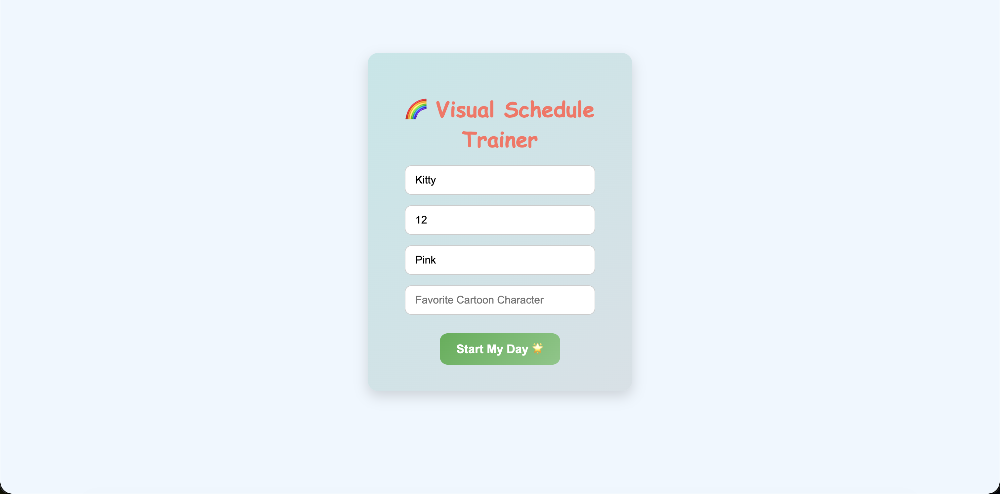 🌈 Visual Schedule
Trainer
Kitty
12
Pink
Favorite Cartoon Character
Start My Day 🌟